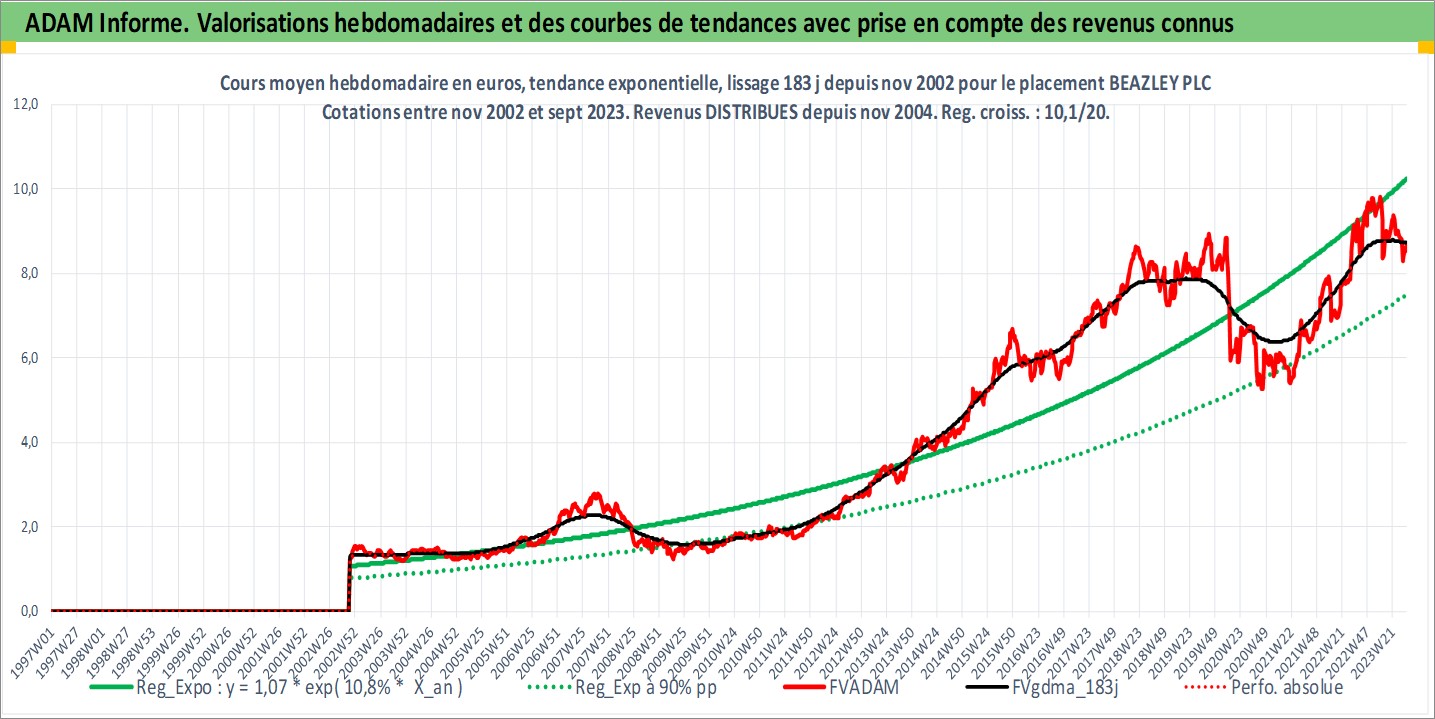 ADAM Informe. Valorisations hebdomadaires et des courbes de tendances avec prise en compte des revenus connus
Cours moyen hebdomadaire en euros, tendance exponentielle, lissage 183 j depuis nov 2002 pour le placement BEAZLEY PLC
Cotations entre nov 2002 et sept 2023. Revenus DISTRIBUES depuis nov 2004. Reg. croiss. : 10,1/20.
12,0
10,0
8,0
6,0
4,0
2,0
0,0
1997W01
1997W27
1998W01
1998W27
1998W53
1999W26
1999W52
2000W26
2000W52
2001W26
2001W52
2002W26
2002W52
2003W26
2003W52
2004W26
2004W52
2005W25
2005W51
2006W25
2006W51
2007W25
2007W51
2008W25
2008W51
2009W25
2009W51
2010W24
2010W50
2011W24
2011W50
2012W24
2012W50
2013W24
2013W50
2014W24
2014W50
2015W24
2015W50
2016W23
2016W49
2017W23
2017W49
2018W23
2018W49
2019W23
2019W49
2020W23
2020W49
2021W22
2021W48
2022W21
2022W47
2023W21
Reg_Expo : y = 1,07 * exp( 10,8% * X_an )
Reg_Exp à 90% pp
FVADAM
FVgdma_183j
Perfo. absolue